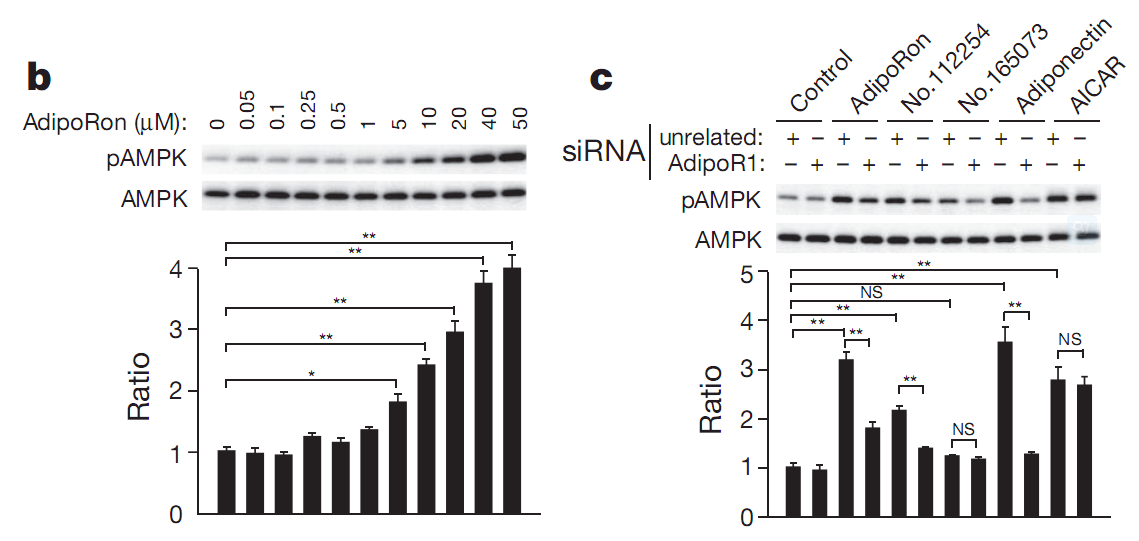 b
AdipoRon (μM): 0 0.05 0.1 0.25 0.5 1 5 10 20 40 50
pAMPK
AMPK
**
**
**
**
*
4
3
2
1
0
Ratio
c
Control AdipoRon No.112254 No.165073 Adiponectin AICAR
siRNA
unrelated: + – + – + – + – + – + –
AdipoR1: – + – + – + – + – + – +
pAMPK
AMPK
**
**
NS
**
**
**
**
NS
**
NS
5
4
3
2
1
0
Ratio